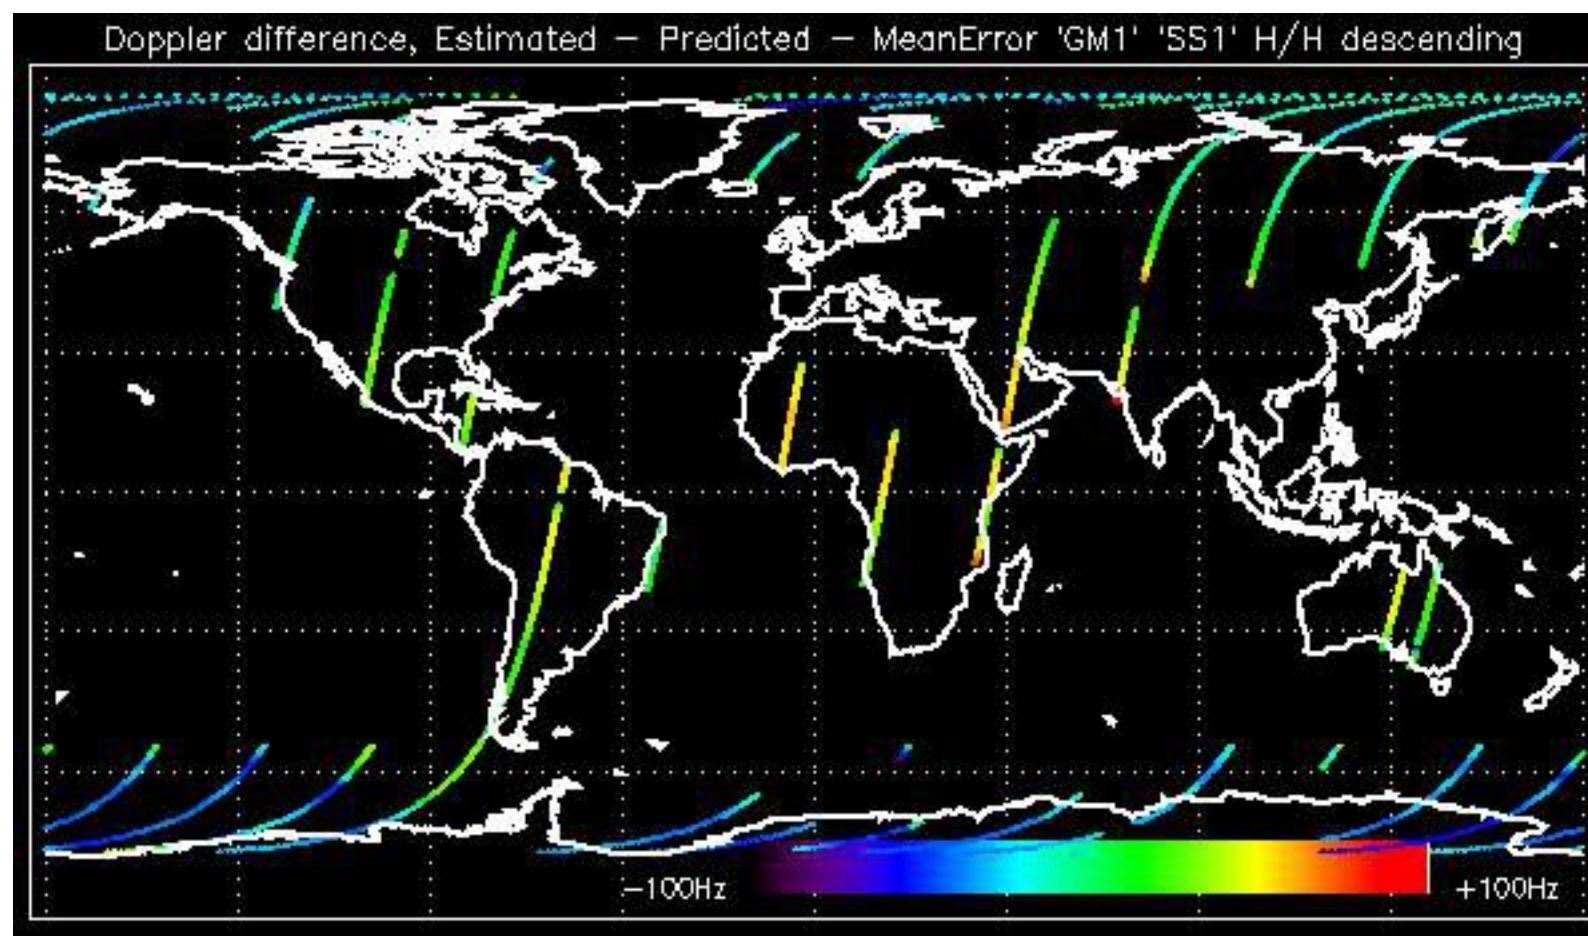 Doppler difference, Estimated – Predicted – MeanError 'GM1' 'SS1' H/H descending
–100Hz +100Hz